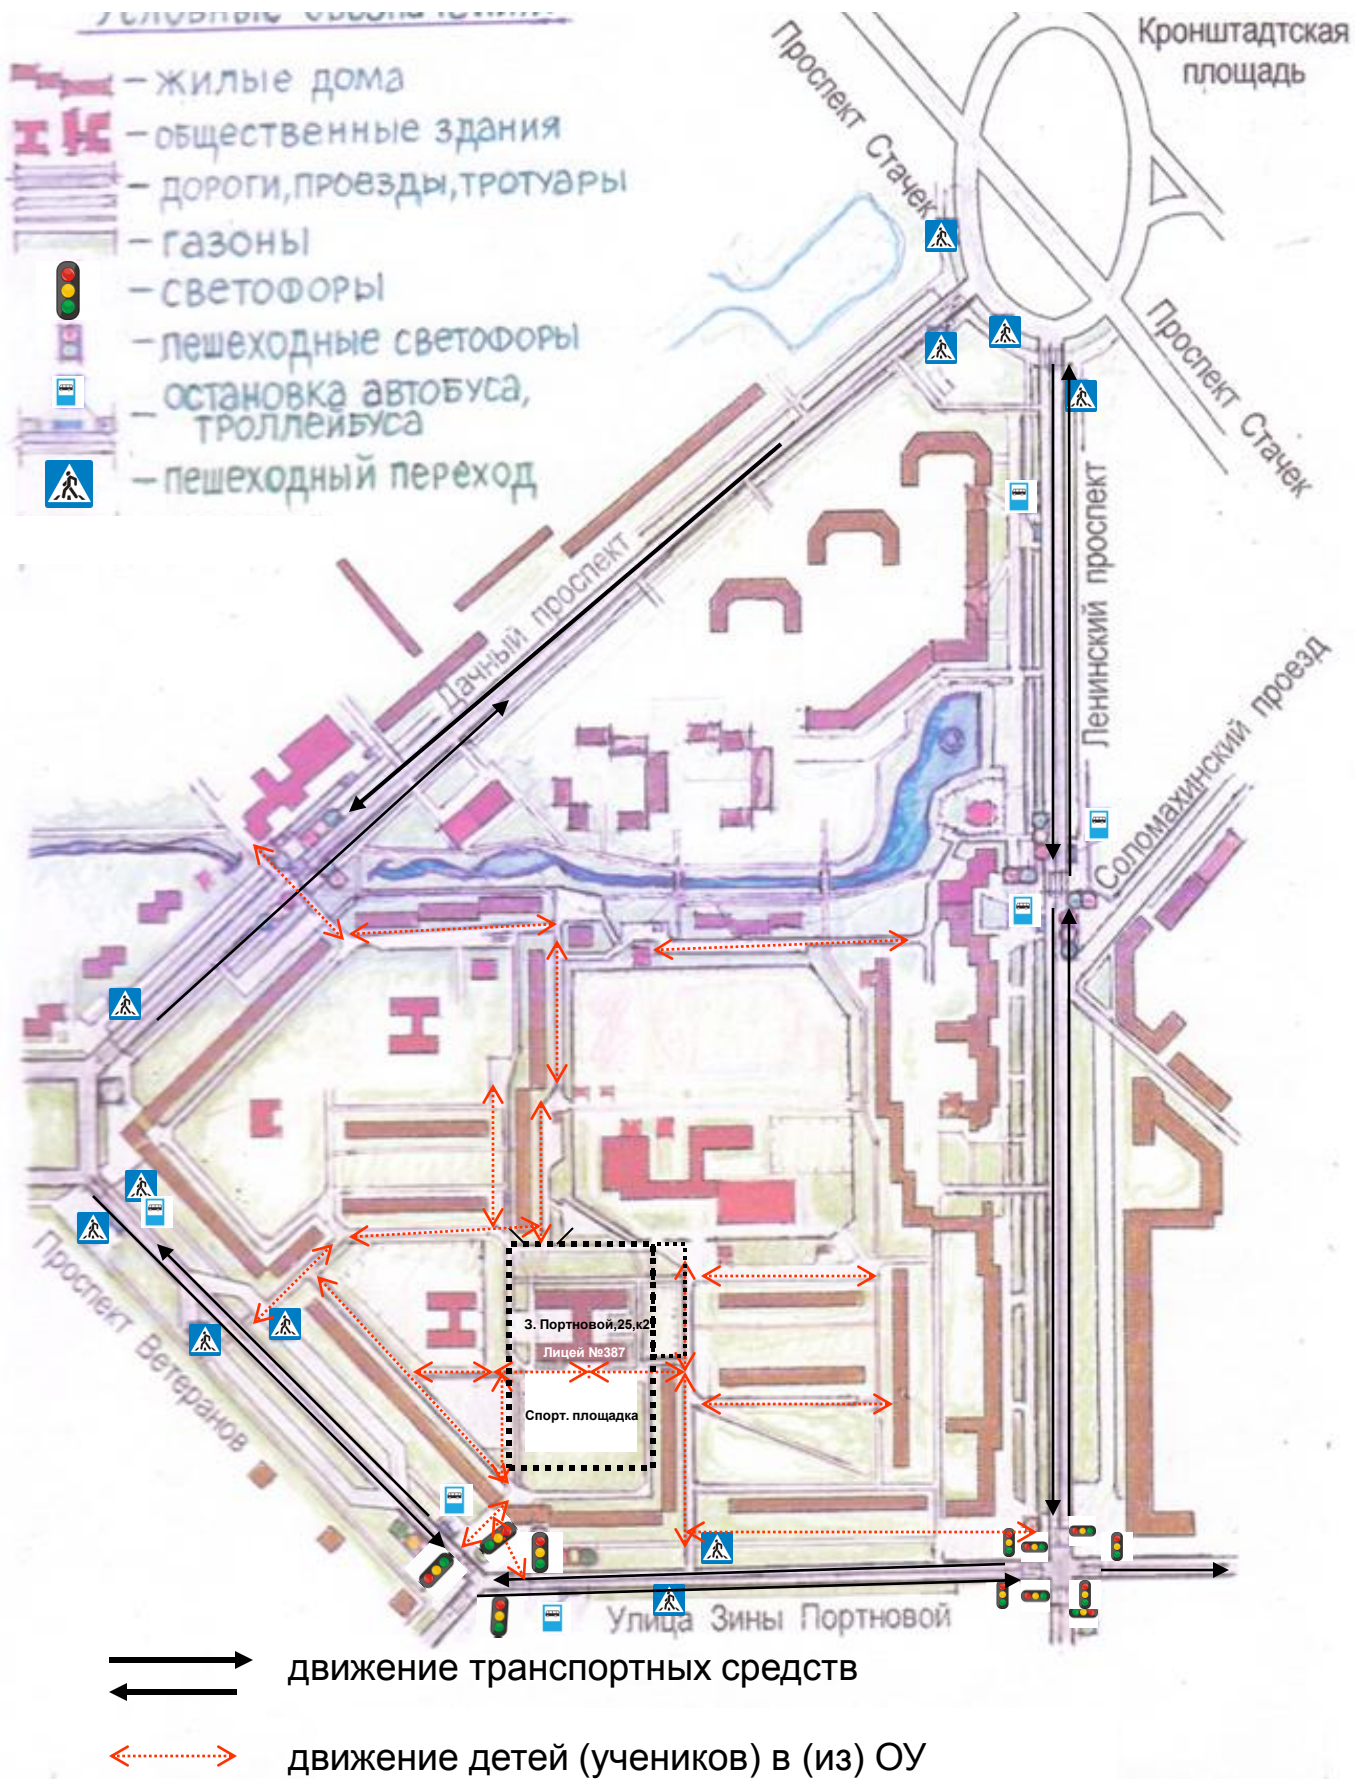 Условные обозначения:
– жилые дома
– общественные здания
– дороги, проезды, тротуары
– газоны
– светофоры
– пешеходные светофоры
– остановка автобуса,
троллейбуса
– пешеходный переход
Кронштадтская
площадь
Проспект Стачек
Проспект Стачек
Дачный проспект
Ленинский проспект
Соломахинский проезд
Проспект Ветеранов
З. Портновой,25,к2
Лицей №387
Спорт. площадка
Улица Зины Портновой
движение транспортных средств
движение детей (учеников) в (из) ОУ